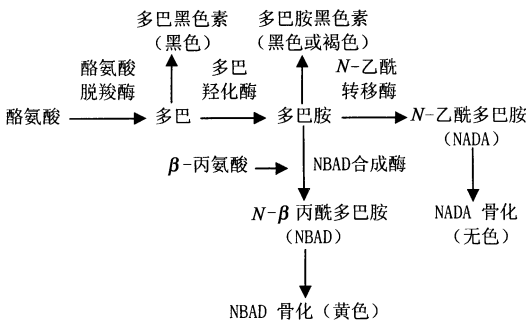 多巴黑色素
（黑色）
多巴胺黑色素
（黑色或褐色）
酪氨酸
脱羧酶
多巴
羟化酶
N-乙酰
转移酶
酪氨酸
多巴
多巴胺
N-乙酰多巴胺
（NADA）
β-丙氨酸
NBAD合成酶
N-β 丙酰多巴胺
（NBAD）
NADA 骨化
（无色）
NBAD 骨化（黄色）